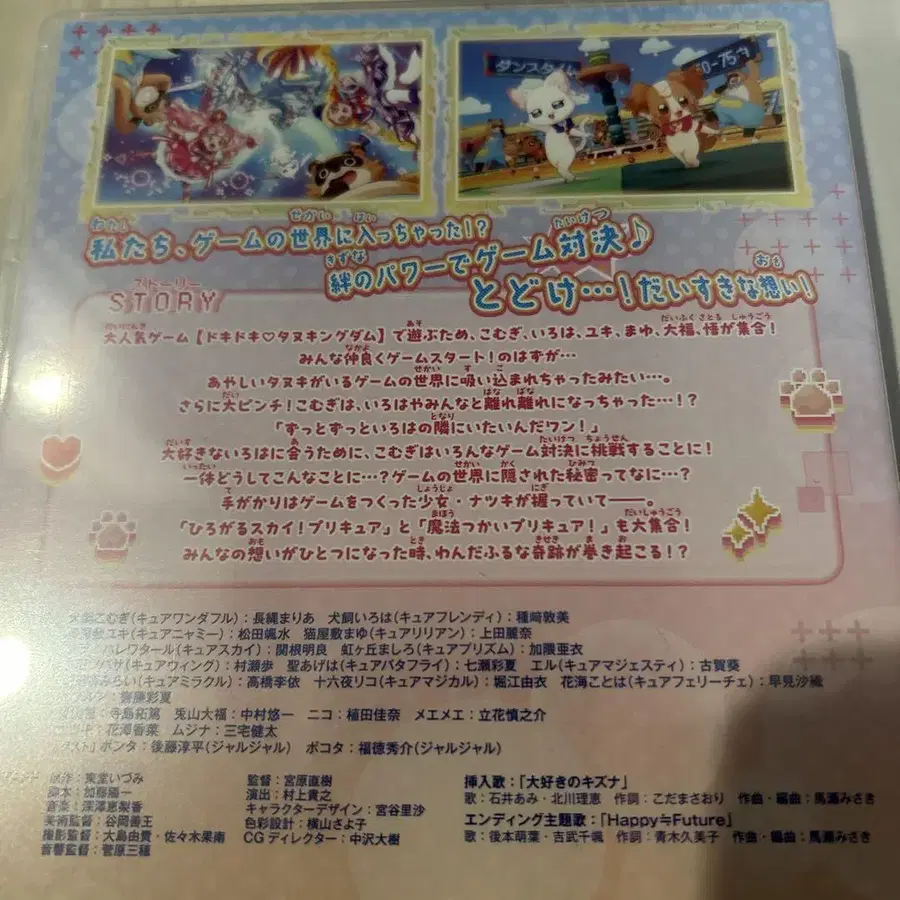 ダンスタイム
0-75
私たち、ゲームの世界に入っちゃった!?
絆のパワーでゲーム対決♪
とどけ…!だいすきな想い!
ストーリー
STORY
大人気ゲーム【ドキドキ♡タヌキングダム】で遊ぶため、こむぎ、いろは、ユキ、まゆ、大福、悟が集合!
みんな仲良くゲームスタート!のはずが…
あやしいタヌキがいるゲームの世界に吸い込まれちゃったみたい…。
さらに大ピンチ!こむぎは、いろはやみんなと離れ離れになっちゃった…!?
「ずっとずっといろはの隣にいたいんだワン!」
大好きないろはに会うために、こむぎはいろんなゲーム対決に挑戦することに!
一体どうしてこんなことに…?ゲームの世界に隠された秘密ってなに…?
手がかりはゲームをつくった少女・ナツキが握っていて――。
「ひろがるスカイ!プリキュア」と「魔法つかいプリキュア!」も大集合!
みんなの想いがひとつになった時、わんだふるな奇跡が巻き起こる!?
こむぎ(キュアワンダフル):長縄まりあ 犬飼いろは(キュアフレンディ):種﨑敦美
ユキ(キュアニャミー):松田颯水 猫屋敷まゆ(キュアリリアン):上田麗奈
ハレワタール(キュアスカイ):関根明良 虹ヶ丘ましろ(キュアプリズム):加隈亜衣
(キュアウィング):村瀬歩 聖あげは(キュアバタフライ):七瀬彩夏 エル(キュアマジェスティ):古賀葵
みらい(キュアミラクル):高橋李依 十六夜リコ(キュアマジカル):堀江由衣 花海ことは(キュアフェリーチェ):早見沙織
齋藤彩夏
寺島拓篤 兎山大福:中村悠一 ニコ:植田佳奈 メエメエ:立花慎之介
花澤香菜 ムジナ:三宅健太
ポンタ:後藤淳平(ジャルジャル) ポコタ:福徳秀介(ジャルジャル)
原作:東堂いづみ
脚本:加藤陽一
音楽:深澤恵梨香
美術監督:谷岡善王
撮影監督:大島由貴・佐々木果南
音響監督:菅原三穂
監督:宮原直樹
演出:村上貴之
キャラクターデザイン:宮谷里沙
色彩設計:横山さよ子
CGディレクター:中沢大樹
挿入歌:「大好きのキズナ」
歌:石井あみ・北川理恵 作詞:こだまさおり 作曲・編曲:馬瀬みさき
エンディング主題歌:「Happy≒Future」
歌:後本萌葉・吉武千颯 作詞:青木久美子 作曲・編曲:馬瀬みさき